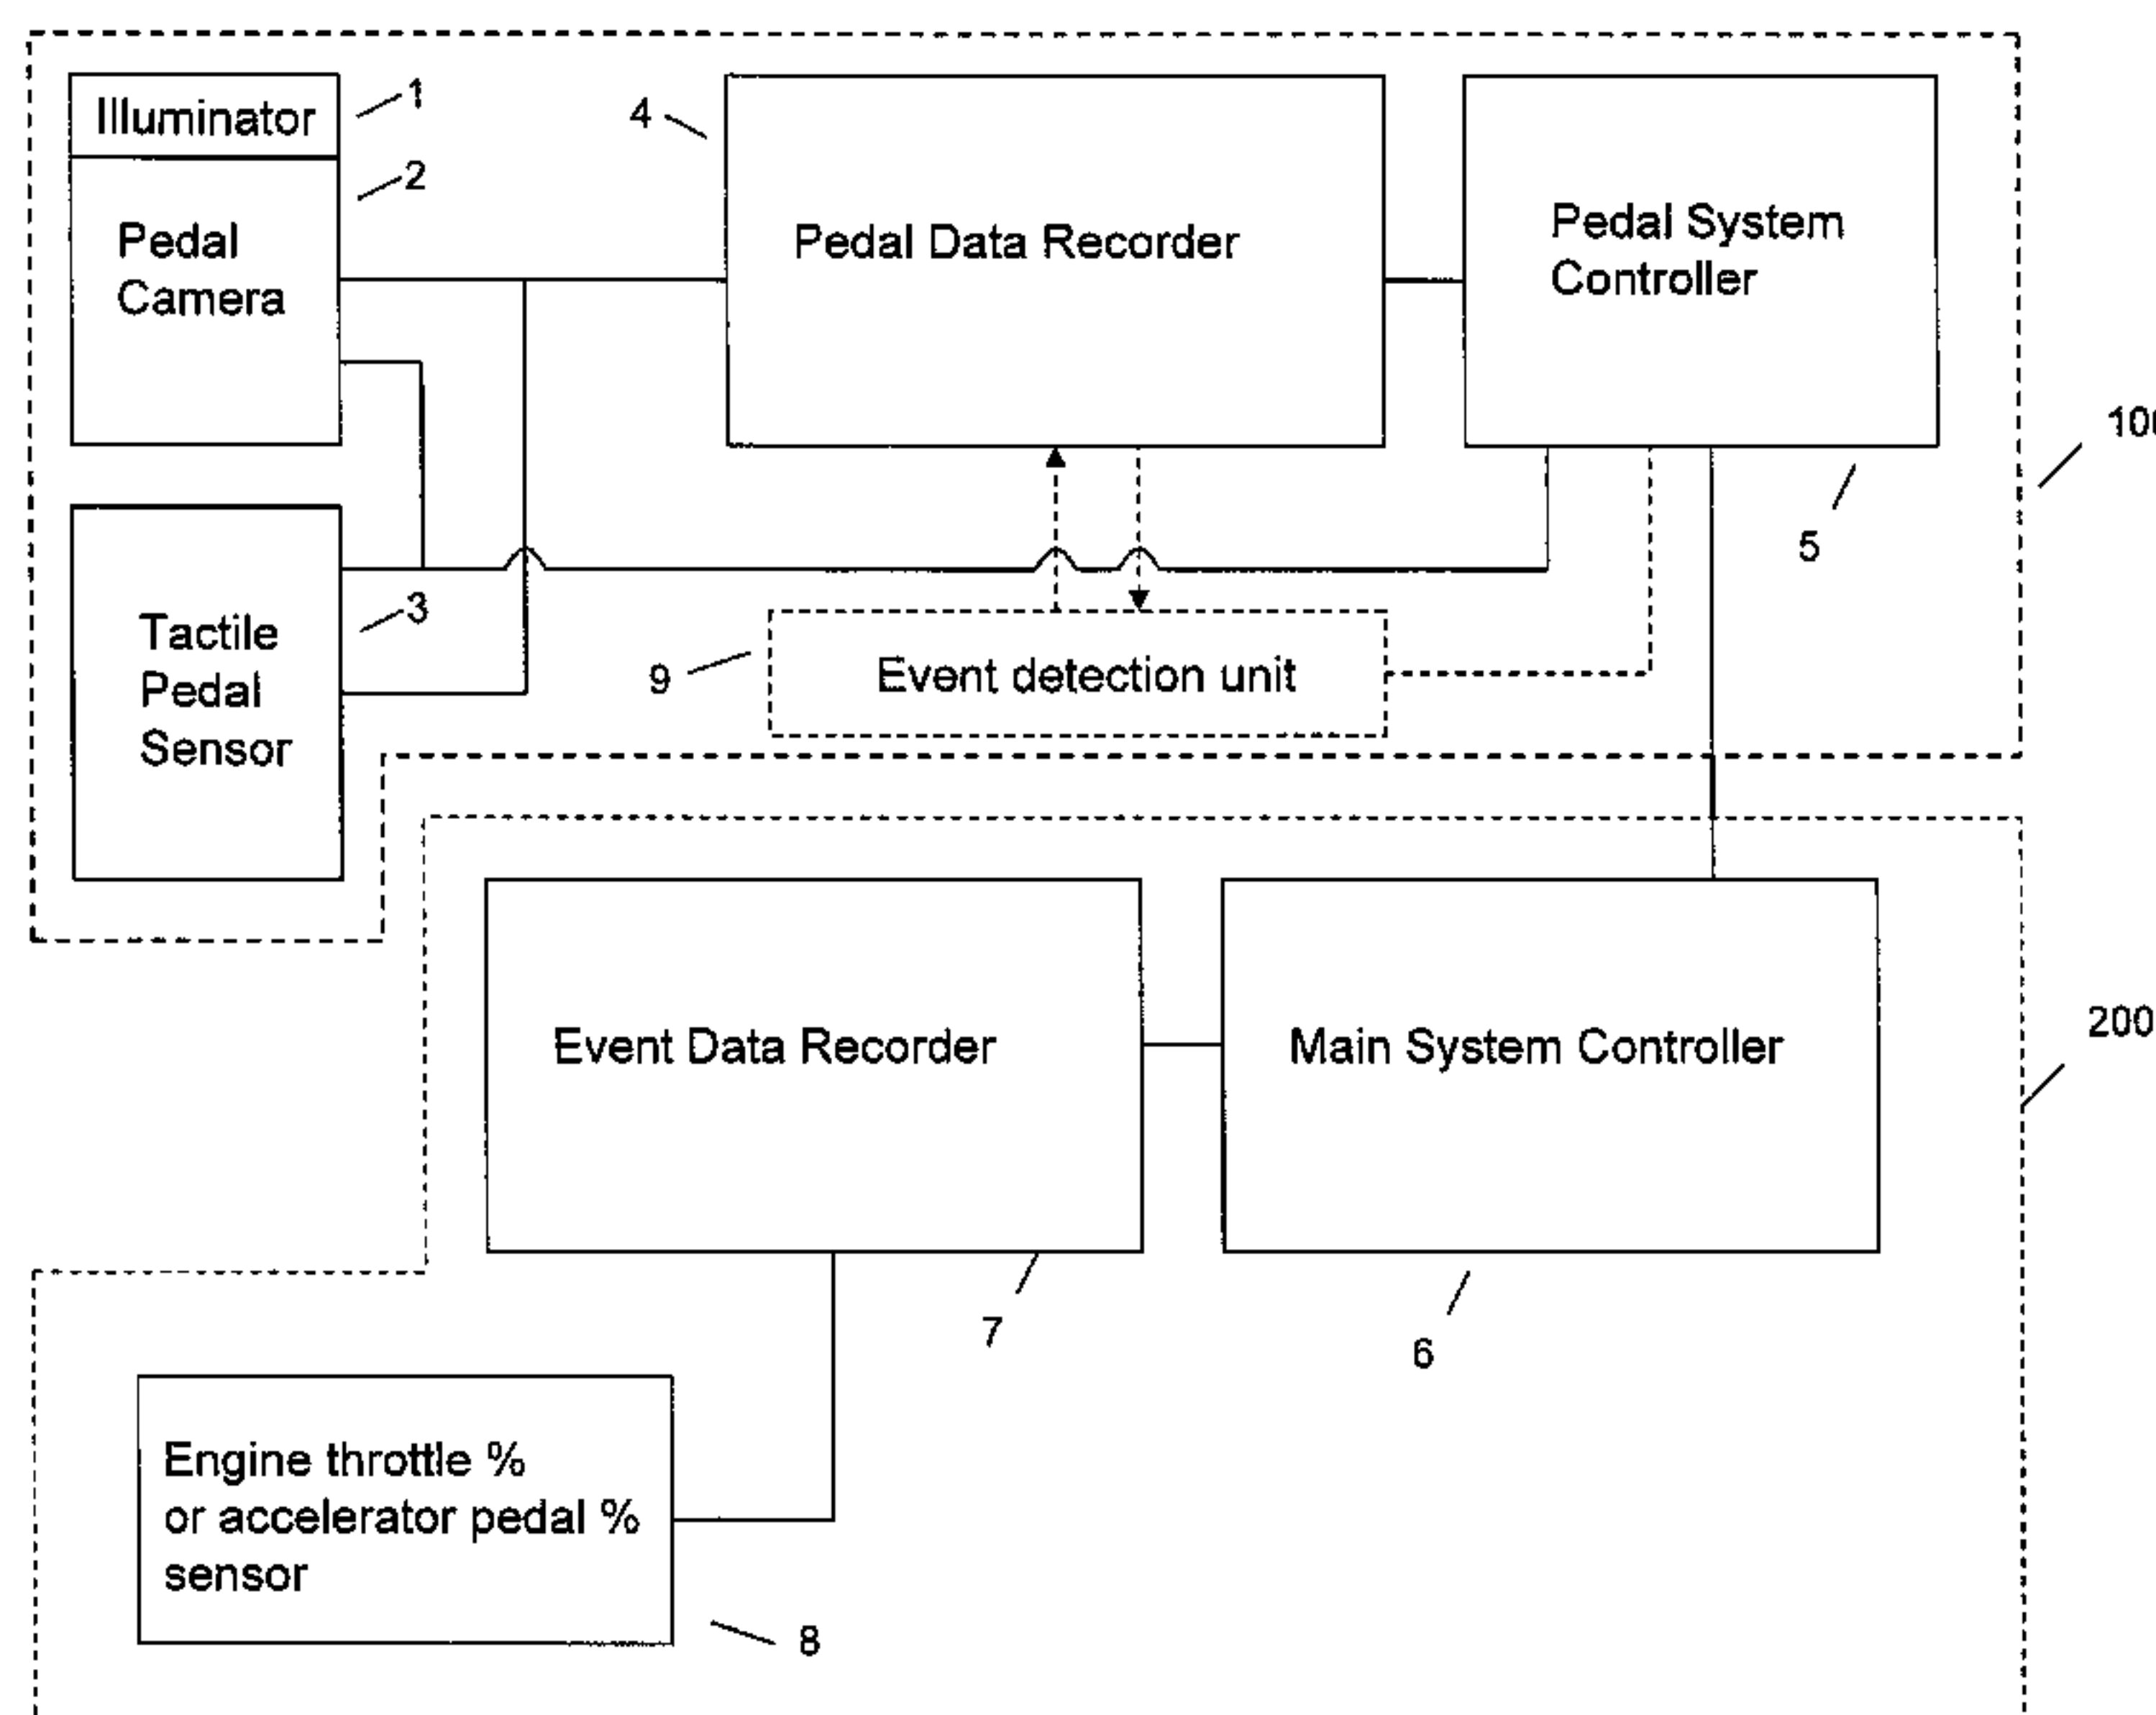 Illuminator
1
2
Pedal
Camera
4
Pedal Data Recorder
Pedal System
Controller
100
5
3
Tactile
Pedal
Sensor
9
Event detection unit
200
Event Data Recorder
Main System Controller
7
6
Engine throttle %
or accelerator pedal %
sensor
8